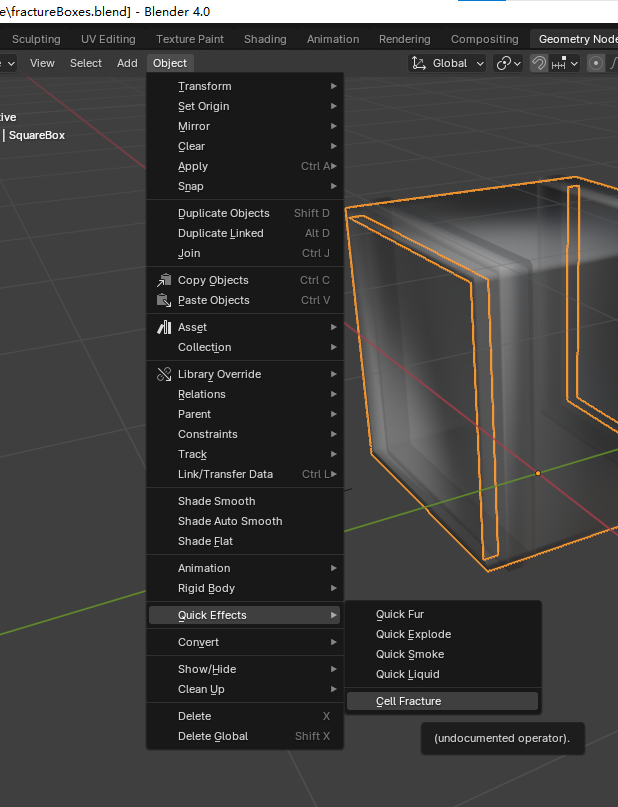 e\fractureBoxes.blend] - Blender 4.0
Sculpting UV Editing Texture Paint Shading Animation Rendering Compositing Geometry Node
View Select Add Object Global
Transform
Set Origin
Mirror
Clear
Apply Ctrl A
Snap
Duplicate Objects Shift D
Duplicate Linked Alt D
Join Ctrl J
Copy Objects Ctrl C
Paste Objects Ctrl V
Asset
Collection
Library Override
Relations
Parent
Constraints
Track
Link/Transfer Data Ctrl L
Shade Smooth
Shade Auto Smooth
Shade Flat
Animation
Rigid Body
Quick Effects
Convert
Show/Hide
Clean Up
Delete X
Delete Global Shift X
tive
| SquareBox
Quick Fur
Quick Explode
Quick Smoke
Quick Liquid
Cell Fracture
(undocumented operator).